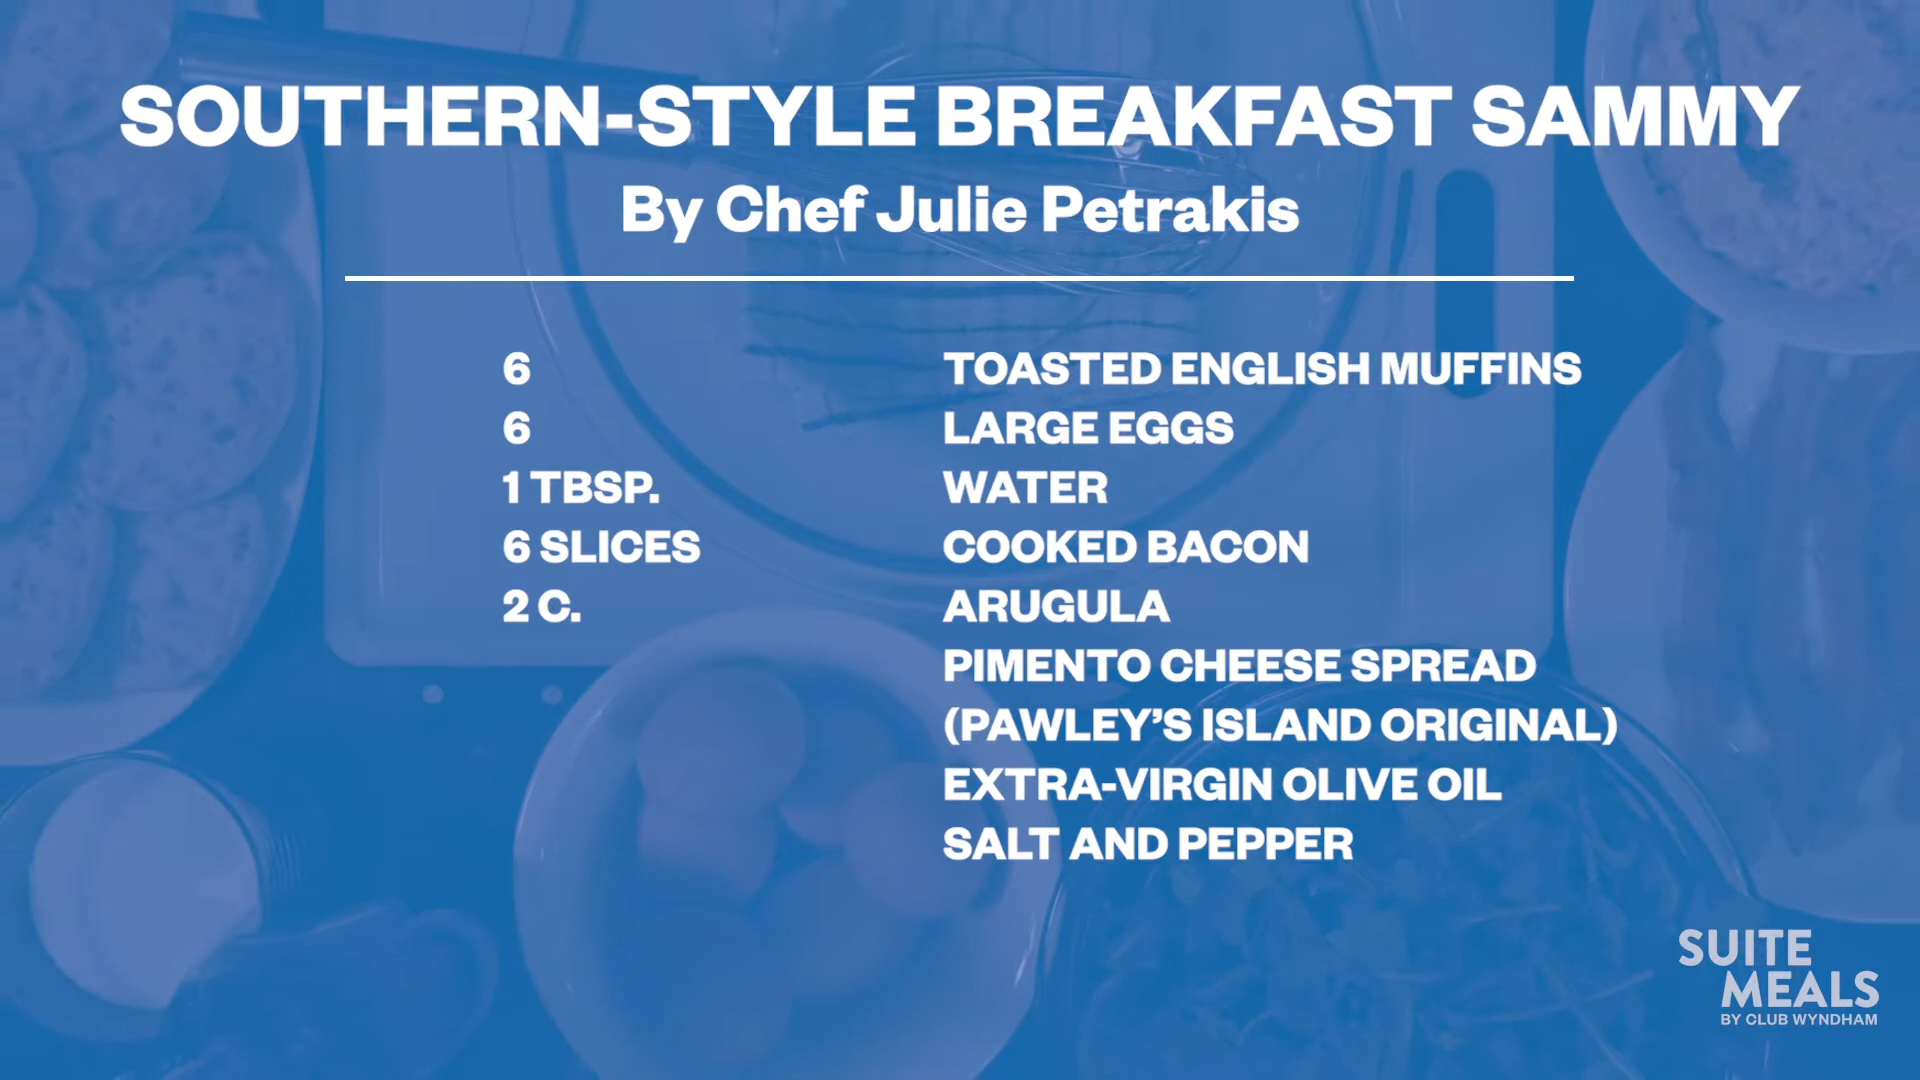 SOUTHERN-STYLE BREAKFAST SAMMY
By Chef Julie Petrakis
6 TOASTED ENGLISH MUFFINS
6 LARGE EGGS
1 TBSP. WATER
6 SLICES COOKED BACON
2 C. ARUGULA
PIMENTO CHEESE SPREAD
(PAWLEY’S ISLAND ORIGINAL)
EXTRA-VIRGIN OLIVE OIL
SALT AND PEPPER
SUITE
MEALS
BY CLUB WYNDHAM